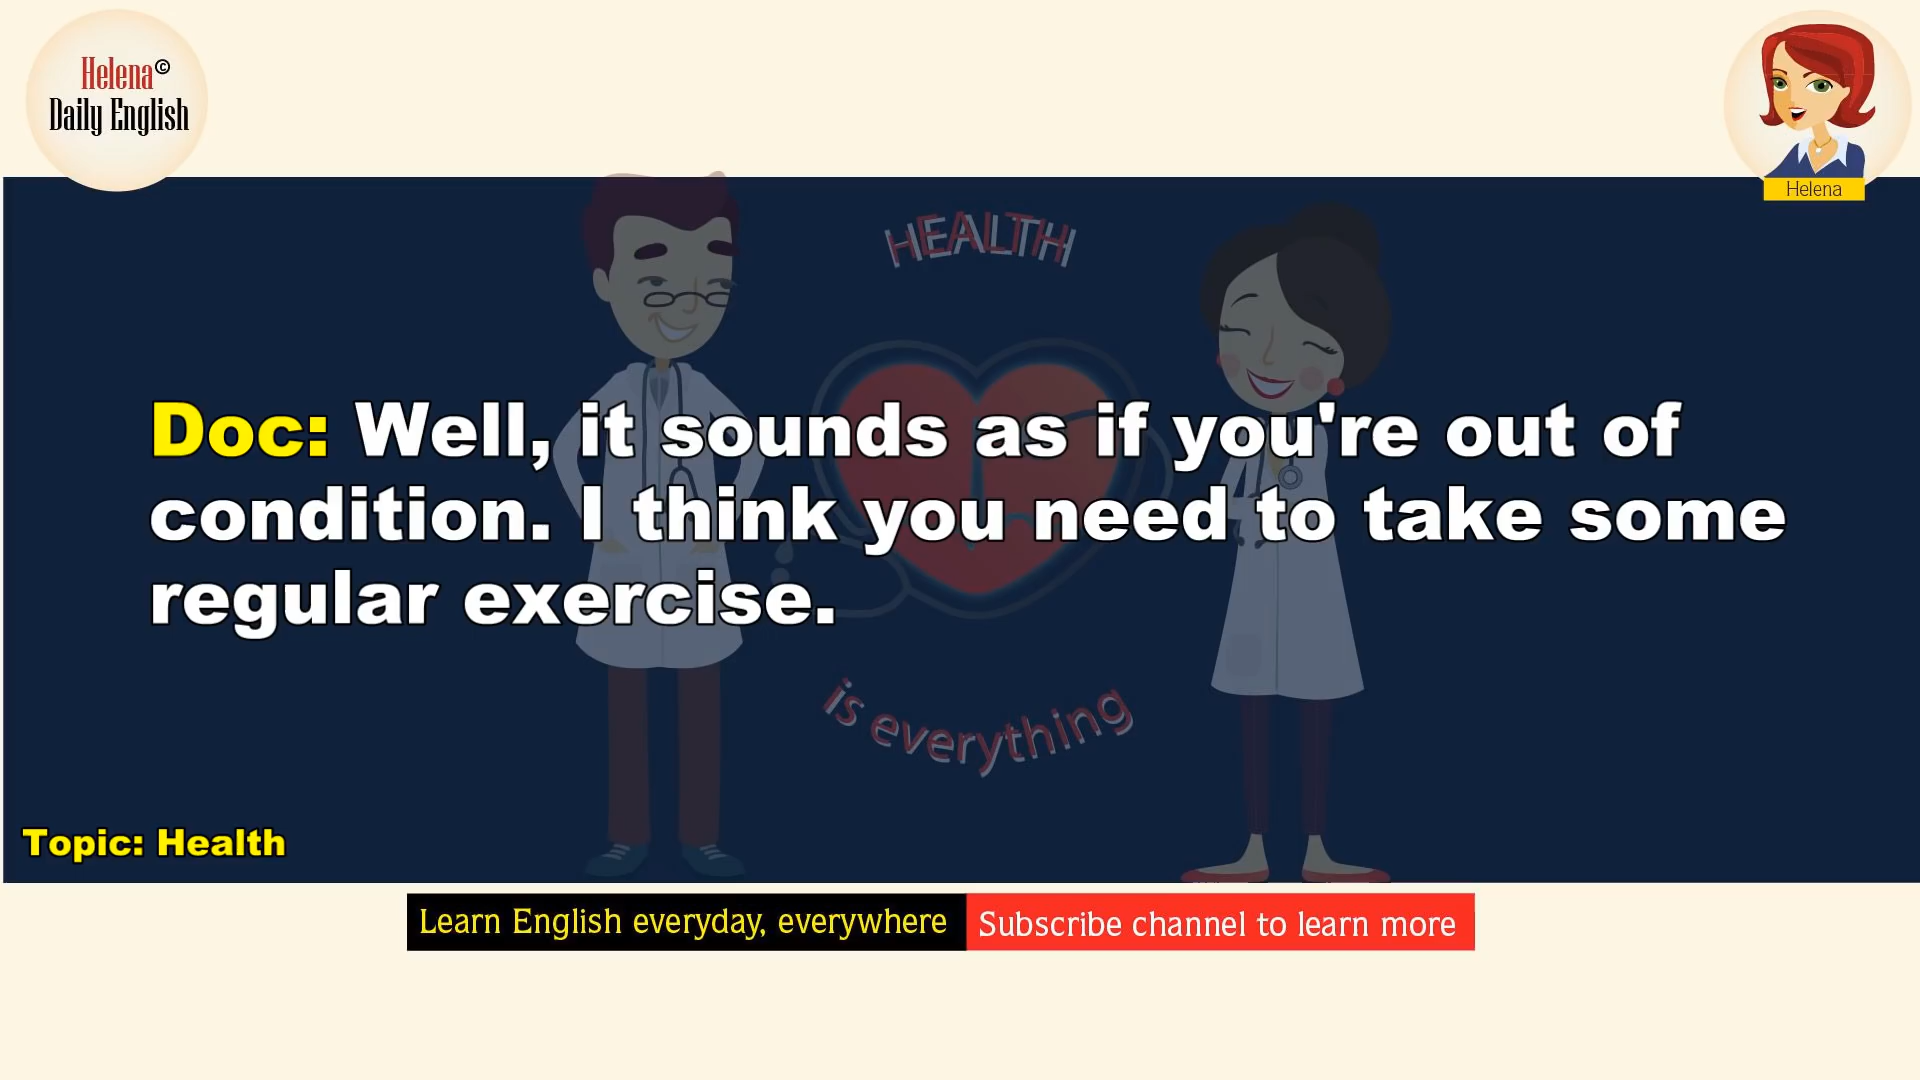 Helena©
Daily English
Helena
HEALTH
Doc: Well, it sounds as if you're out of
condition. I think you need to take some
regular exercise.
is everything
Topic: Health
Learn English everyday, everywhere
Subscribe channel to learn more